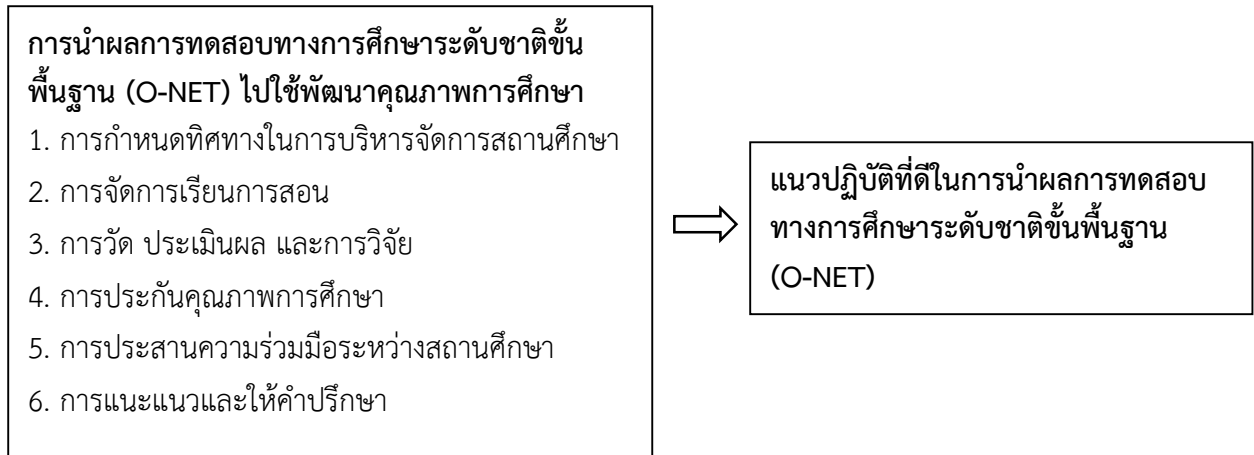 การนำผลการทดสอบทางการศึกษาระดับชาติขั้น
พื้นฐาน (O-NET) ไปใช้พัฒนาคุณภาพการศึกษา
1. การกำหนดทิศทางในการบริหารจัดการสถานศึกษา
2. การจัดการเรียนการสอน
3. การวัด ประเมินผล และการวิจัย
4. การประกันคุณภาพการศึกษา
5. การประสานความร่วมมือระหว่างสถานศึกษา
6. การแนะแนวและให้คำปรึกษา
แนวปฏิบัติที่ดีในการนำผลการทดสอบ
ทางการศึกษาระดับชาติขั้นพื้นฐาน
(O-NET)